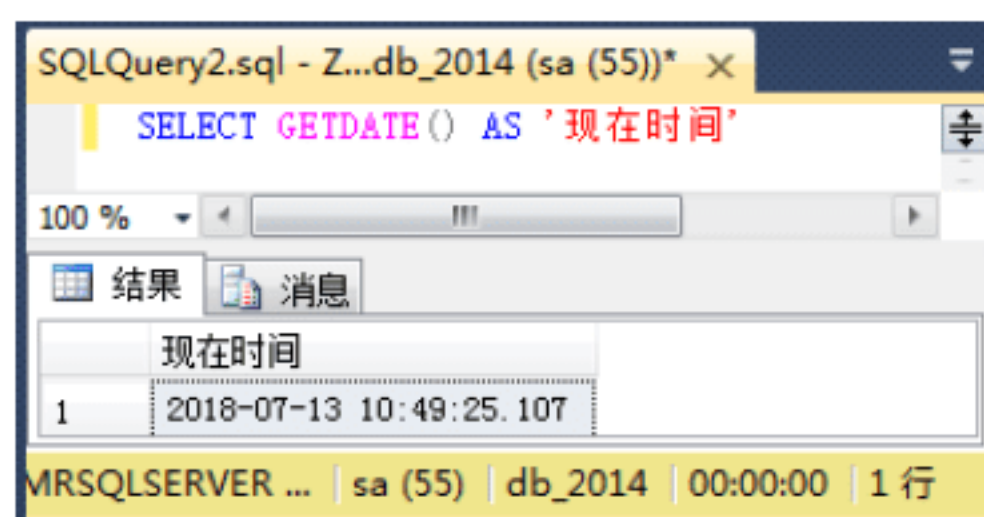 SQLQuery2.sql - Z...db_2014 (sa (55))*
SELECT GETDATE() AS '现在时间'
100 %
结果 消息
现在时间
1 2018-07-13 10:49:25.107
MRSQLSERVER ... sa (55) db_2014 00:00:00 1 行